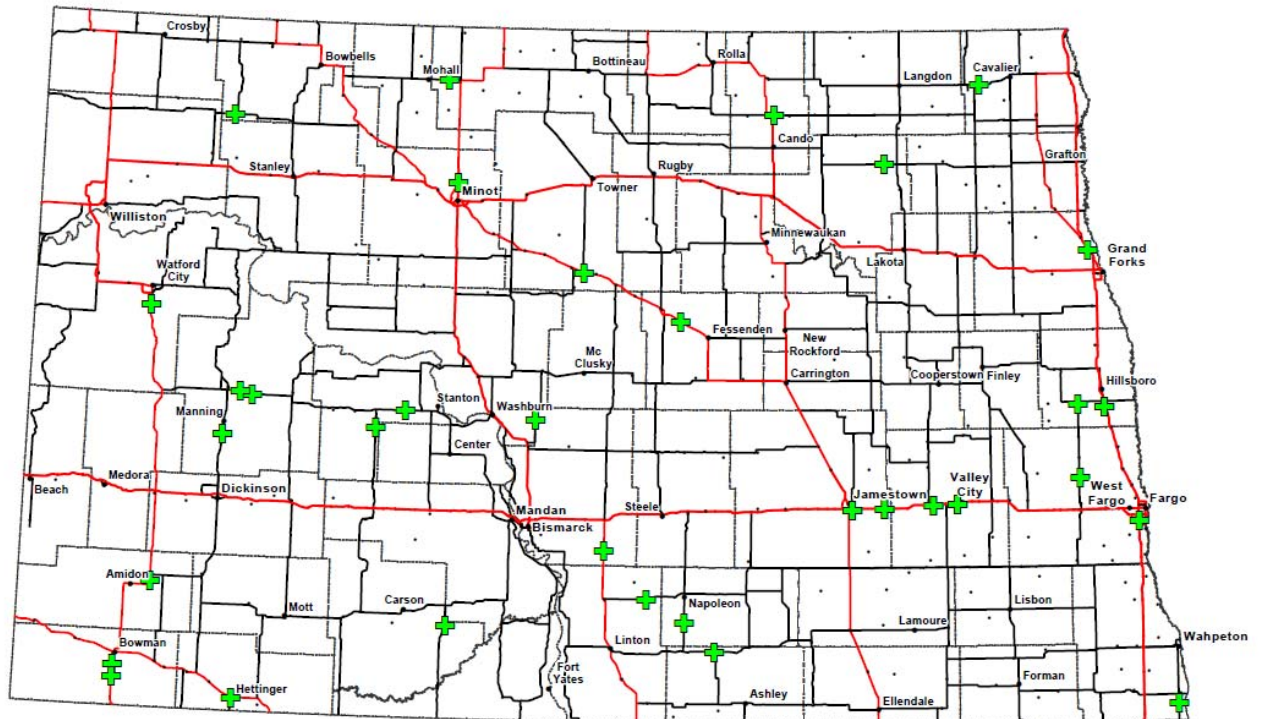 Crosby
Bowbells
Mohall
Bottineau
Rolla
Langdon
Cavalier
Cando
Stanley
Minot
Towner
Rugby
Grafton
Williston
Watford
City
Minnewaukan
Lakota
Grand
Forks
Fessenden
New
Rockford
Mc
Clusky
Carrington
Cooperstown
Finley
Hillsboro
Manning
Stanton
Washburn
Center
Beach
Medora
Dickinson
Mandan
Bismarck
Steele
Jamestown
Valley
City
West
Fargo
Fargo
Amidon
Mott
Carson
Napoleon
Lisbon
Lamoure
Bowman
Linton
Wahpeton
Hettinger
Fort
Yates
Ashley
Forman
Ellendale